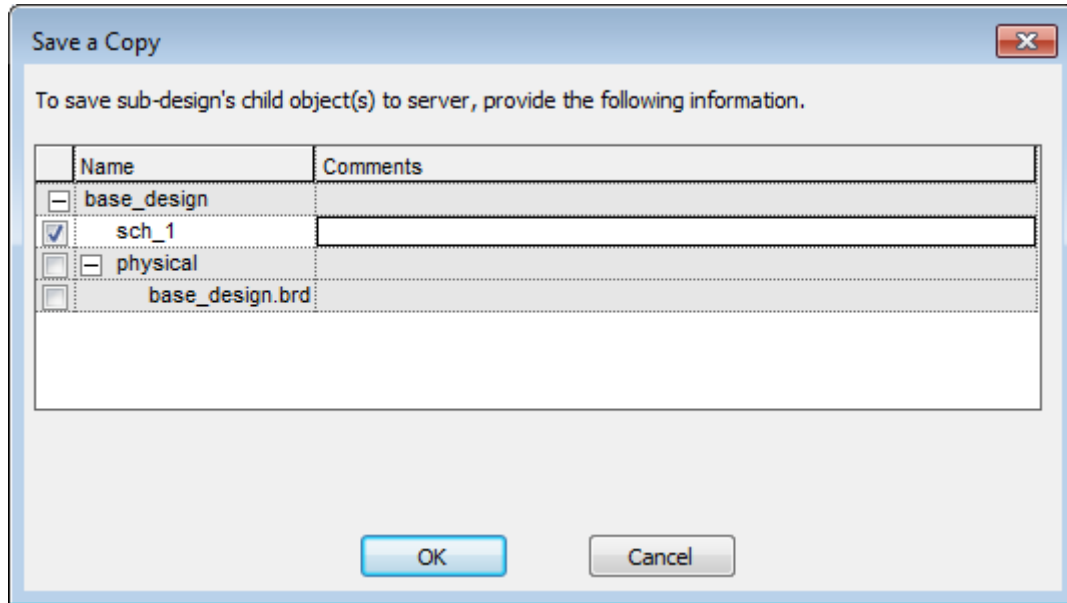 Save a Copy
To save sub-design's child object(s) to server, provide the following information.
Name Comments
base_design
sch_1
physical
base_design.brd
OK Cancel